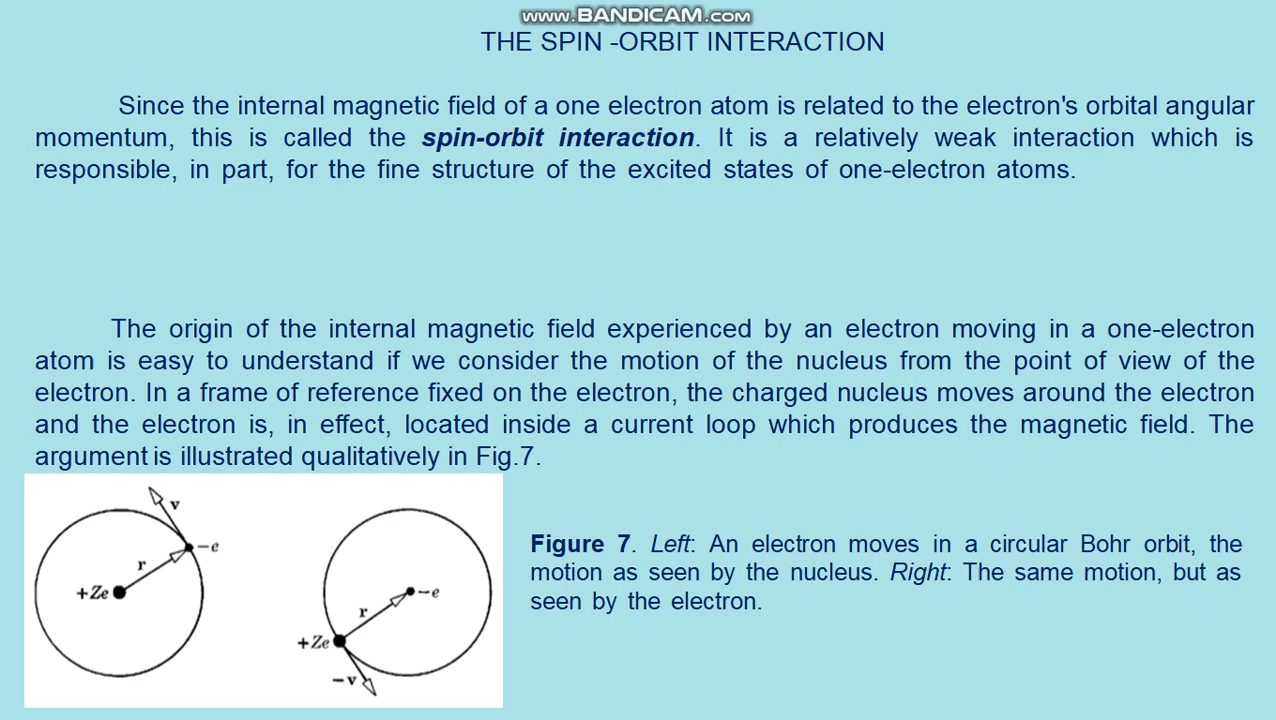 www.BANDICAM.com
THE SPIN -ORBIT INTERACTION
Since the internal magnetic field of a one electron atom is related to the electron's orbital angular
momentum, this is called the spin-orbit interaction. It is a relatively weak interaction which is
responsible, in part, for the fine structure of the excited states of one-electron atoms.
The origin of the internal magnetic field experienced by an electron moving in a one-electron
atom is easy to understand if we consider the motion of the nucleus from the point of view of the
electron. In a frame of reference fixed on the electron, the charged nucleus moves around the electron
and the electron is, in effect, located inside a current loop which produces the magnetic field. The
argument is illustrated qualitatively in Fig.7.
v
−e
r
+Ze
−e
r
+Ze
−v
Figure 7. Left: An electron moves in a circular Bohr orbit, the
motion as seen by the nucleus. Right: The same motion, but as
seen by the electron.